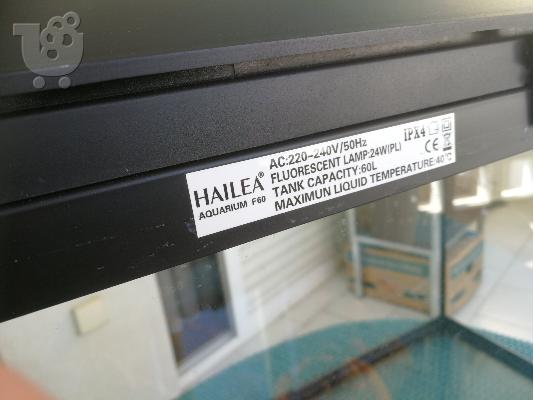 HAILEA®
AQUARIUM F60
AC:220-240V/50Hz
FLUORESCENT LAMP:24W(PL)
TANK CAPACITY:60L
MAXIMUN LIQUID TEMPERATURE:40℃
IPX4
CE